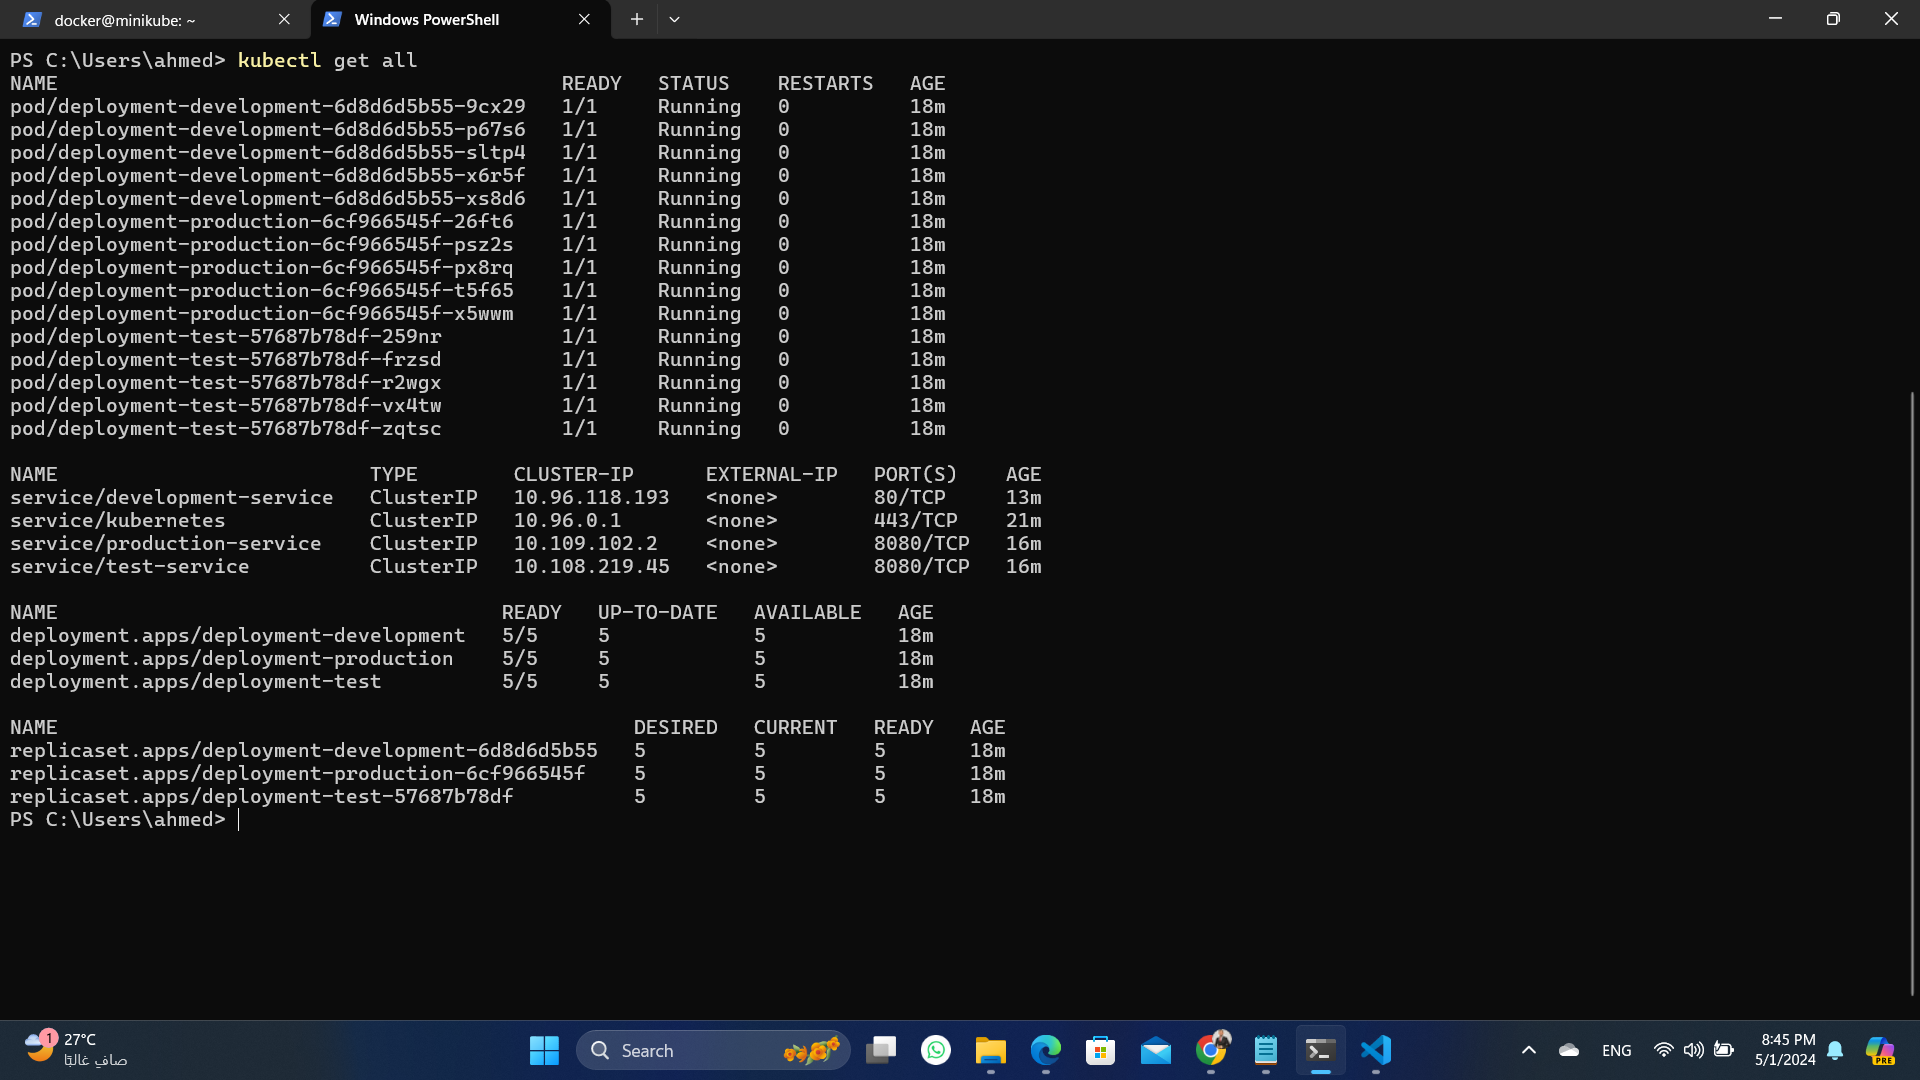 docker@minikube: ~
Windows PowerShell
PS C:\Users\ahmed> kubectl get all
NAME READY STATUS RESTARTS AGE
pod/deployment-development-6d8d6d5b55-9cx29 1/1 Running 0 18m
pod/deployment-development-6d8d6d5b55-p67s6 1/1 Running 0 18m
pod/deployment-development-6d8d6d5b55-sltp4 1/1 Running 0 18m
pod/deployment-development-6d8d6d5b55-x6r5f 1/1 Running 0 18m
pod/deployment-development-6d8d6d5b55-xs8d6 1/1 Running 0 18m
pod/deployment-production-6cf966545f-26ft6 1/1 Running 0 18m
pod/deployment-production-6cf966545f-psz2s 1/1 Running 0 18m
pod/deployment-production-6cf966545f-px8rq 1/1 Running 0 18m
pod/deployment-production-6cf966545f-t5f65 1/1 Running 0 18m
pod/deployment-production-6cf966545f-x5wwm 1/1 Running 0 18m
pod/deployment-test-57687b78df-259nr 1/1 Running 0 18m
pod/deployment-test-57687b78df-frzsd 1/1 Running 0 18m
pod/deployment-test-57687b78df-r2wgx 1/1 Running 0 18m
pod/deployment-test-57687b78df-vx4tw 1/1 Running 0 18m
pod/deployment-test-57687b78df-zqtsc 1/1 Running 0 18m
NAME TYPE CLUSTER-IP EXTERNAL-IP PORT(S) AGE
service/development-service ClusterIP 10.96.118.193 <none> 80/TCP 13m
service/kubernetes ClusterIP 10.96.0.1 <none> 443/TCP 21m
service/production-service ClusterIP 10.109.102.2 <none> 8080/TCP 16m
service/test-service ClusterIP 10.108.219.45 <none> 8080/TCP 16m
NAME READY UP-TO-DATE AVAILABLE AGE
deployment.apps/deployment-development 5/5 5 5 18m
deployment.apps/deployment-production 5/5 5 5 18m
deployment.apps/deployment-test 5/5 5 5 18m
NAME DESIRED CURRENT READY AGE
replicaset.apps/deployment-development-6d8d6d5b55 5 5 5 18m
replicaset.apps/deployment-production-6cf966545f 5 5 5 18m
replicaset.apps/deployment-test-57687b78df 5 5 5 18m
PS C:\Users\ahmed>
1
27°C
صافٍ غالبًا
Search
ENG
8:45 PM
5/1/2024
PRE